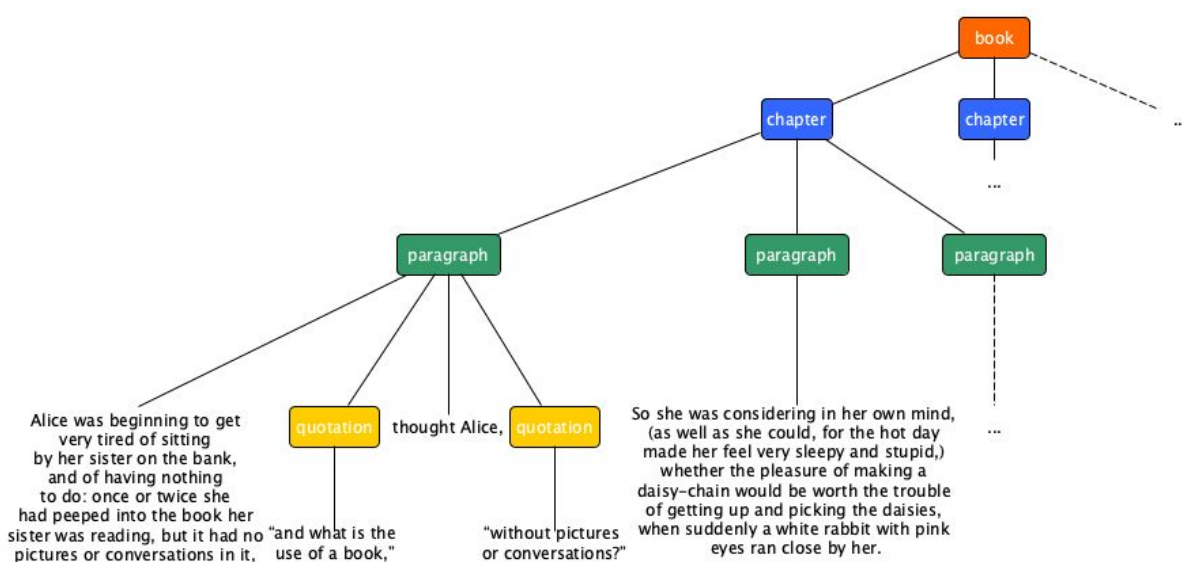 book
chapter
chapter
...
...
paragraph
paragraph
paragraph
Alice was beginning to get
very tired of sitting
by her sister on the bank,
and of having nothing
to do: once or twice she
had peeped into the book her
sister was reading, but it had no
pictures or conversations in it,
quotation
"and what is the
use of a book,"
thought Alice,
quotation
"without pictures
or conversations?"
So she was considering in her own mind,
(as well as she could, for the hot day
made her feel very sleepy and stupid,)
whether the pleasure of making a
daisy-chain would be worth the trouble
of getting up and picking the daisies,
when suddenly a white rabbit with pink
eyes ran close by her.
...